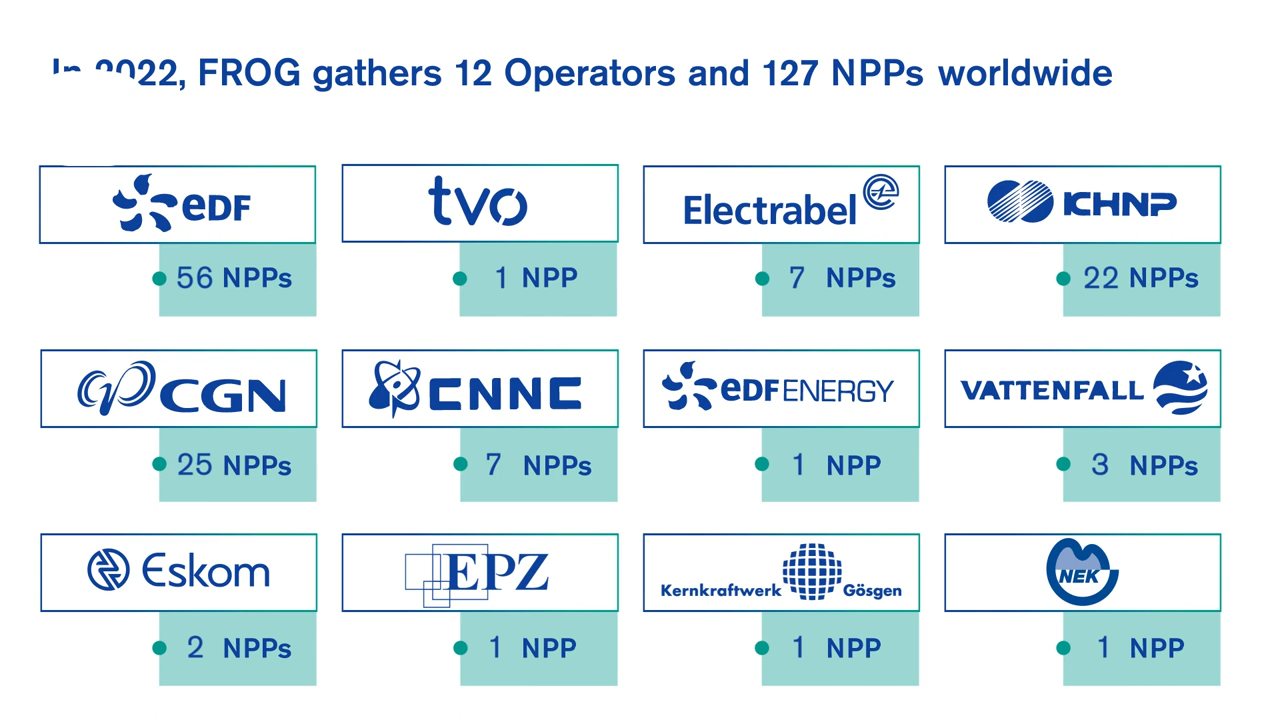 In 2022, FROG gathers 12 Operators and 127 NPPs worldwide
eDF
tvo
Electrabel
KHNP
56 NPPs
1 NPP
7 NPPs
22 NPPs
CGN
CNNC
eDF ENERGY
VATTENFALL
25 NPPs
7 NPPs
1 NPP
3 NPPs
Eskom
EPZ
Kernkraftwerk Gösgen
NEK
2 NPPs
1 NPP
1 NPP
1 NPP